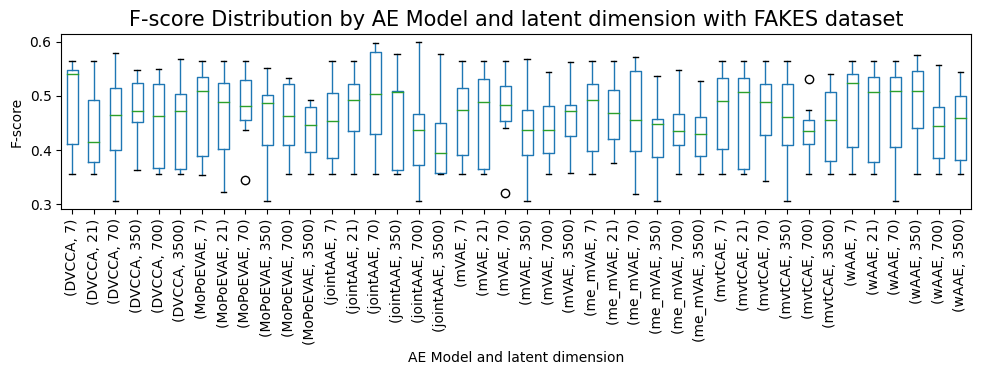 F-score Distribution by AE Model and latent dimension with FAKES dataset
F-score
0.6
0.5
0.4
0.3
(DVCCA, 7)
(DVCCA, 21)
(DVCCA, 70)
(DVCCA, 350)
(DVCCA, 700)
(DVCCA, 3500)
(MoPoEVAE, 7)
(MoPoEVAE, 21)
(MoPoEVAE, 70)
(MoPoEVAE, 350)
(MoPoEVAE, 700)
(MoPoEVAE, 3500)
(jointAAE, 7)
(jointAAE, 21)
(jointAAE, 70)
(jointAAE, 350)
(jointAAE, 700)
(jointAAE, 3500)
(mVAE, 7)
(mVAE, 21)
(mVAE, 70)
(mVAE, 350)
(mVAE, 700)
(mVAE, 3500)
(me_mVAE, 7)
(me_mVAE, 21)
(me_mVAE, 70)
(me_mVAE, 350)
(me_mVAE, 700)
(me_mVAE, 3500)
(mvtCAE, 7)
(mvtCAE, 21)
(mvtCAE, 70)
(mvtCAE, 350)
(mvtCAE, 700)
(mvtCAE, 3500)
(wAAE, 7)
(wAAE, 21)
(wAAE, 70)
(wAAE, 350)
(wAAE, 700)
(wAAE, 3500)
AE Model and latent dimension